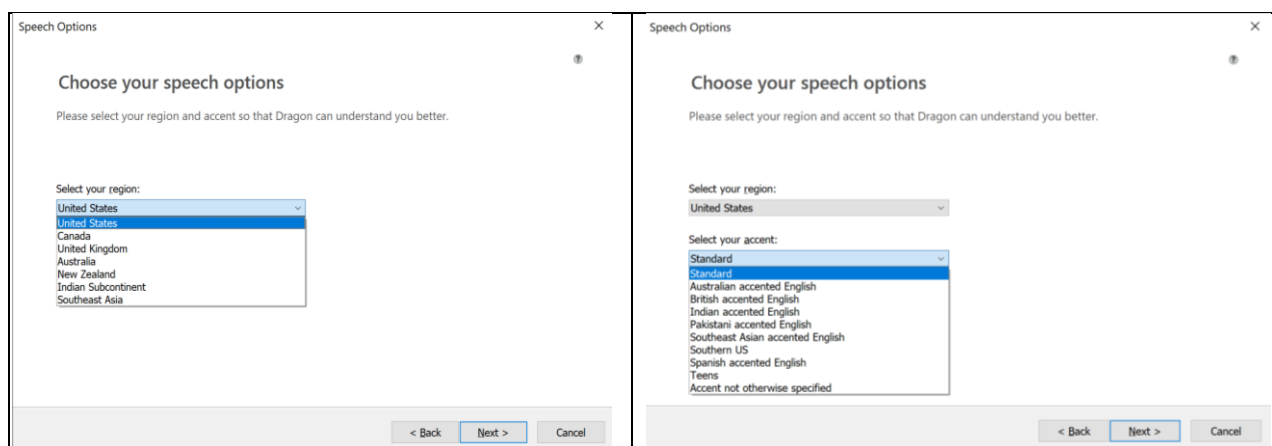 Speech Options
Choose your speech options
Please select your region and accent so that Dragon can understand you better.
Select your region:
United States
United States
Canada
United Kingdom
Australia
New Zealand
Indian Subcontinent
Southeast Asia
< Back Next > Cancel
Speech Options
Choose your speech options
Please select your region and accent so that Dragon can understand you better.
Select your region:
United States
Select your accent:
Standard
Standard
Australian accented English
British accented English
Indian accented English
Pakistani accented English
Southeast Asian accented English
Southern US
Spanish accented English
Teens
Accent not otherwise specified
< Back Next > Cancel